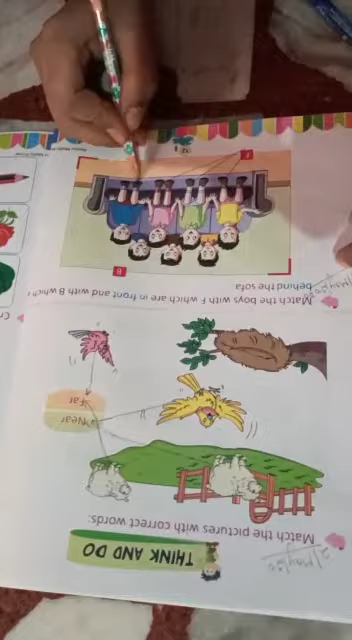 THINK AND DO
Match the pictures with correct words:
Near
Far
Match the boys with F which are in front and with B which
behind the sofa
B
F